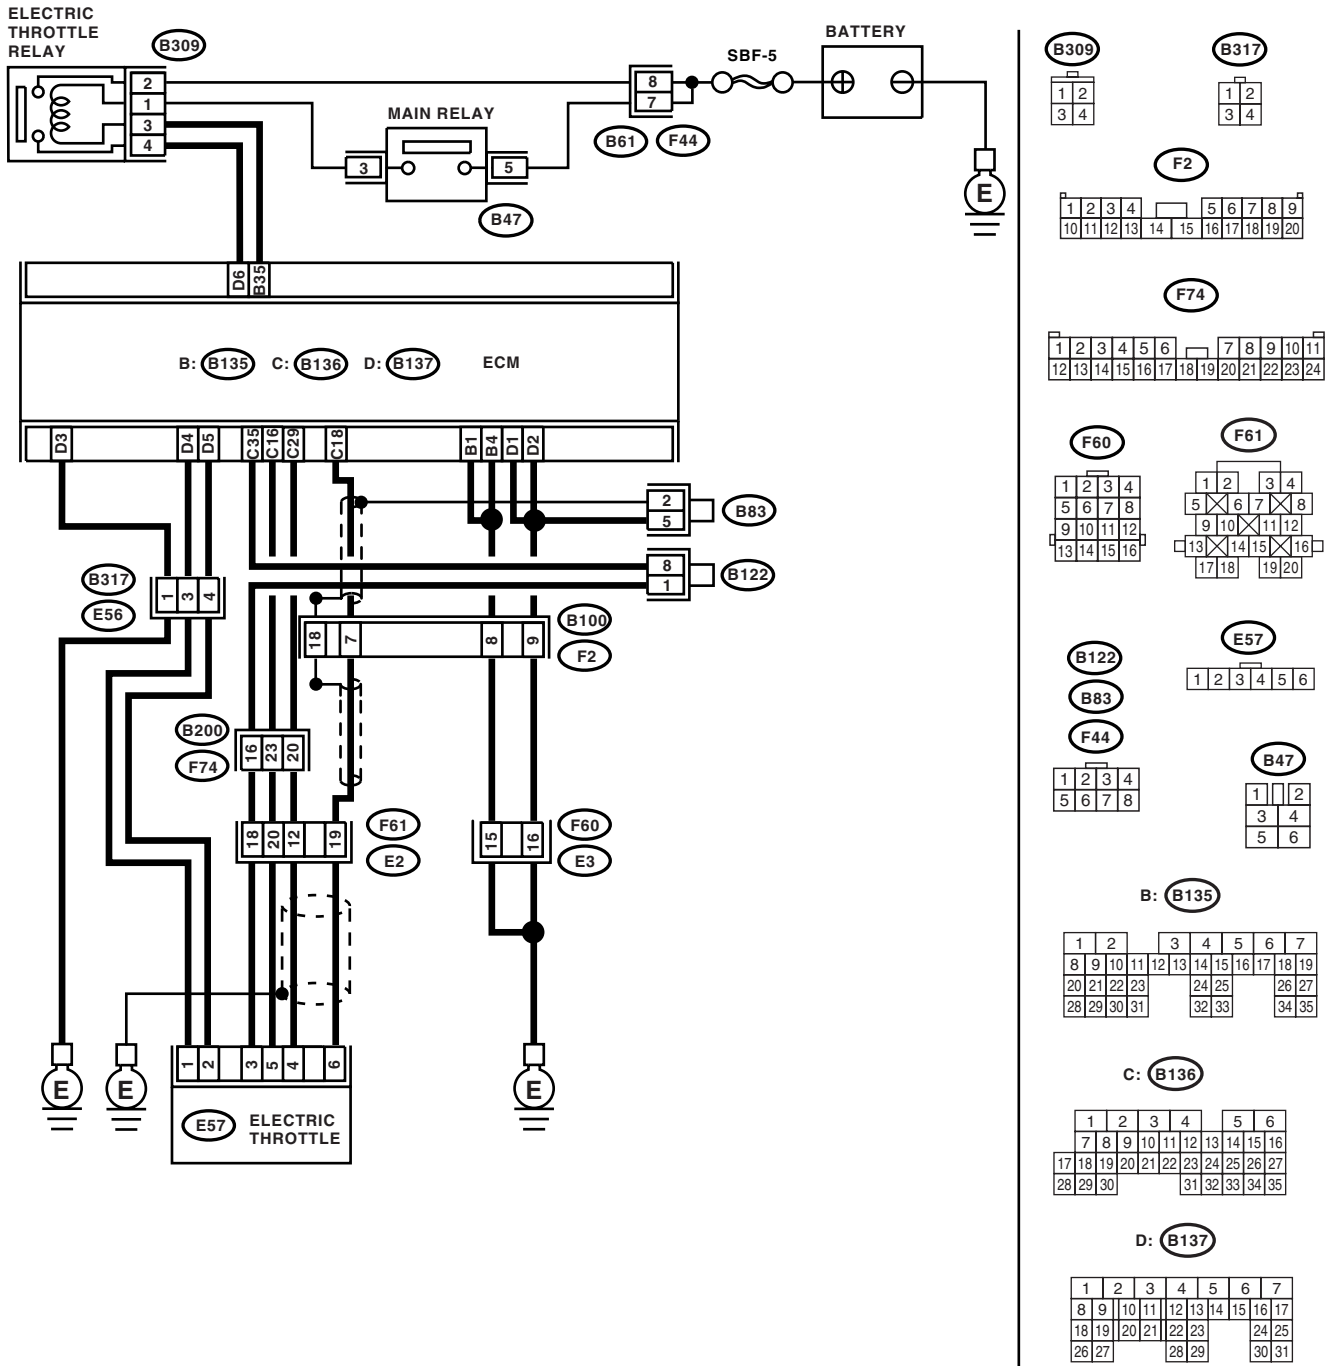 ELECTRIC
THROTTLE
RELAY
B309
2
1
3
4
MAIN RELAY
3
5
B47
8
7
B61
F44
SBF-5
BATTERY
E
D6
B35
B: B135 C: B136 D: B137 ECM
D3
D4
D5
C35
C16
C29
C18
B1
B4
D1
D2
2
5
B83
8
1
B122
B317
E56
1
3
4
B100
F2
18
7
8
9
B200
F74
16
23
20
F61
E2
18
20
12
19
F60
E3
15
16
E
E
E
1
2
3
5
4
6
E57
ELECTRIC
THROTTLE
B309
1 2
3 4
B317
1 2
3 4
F2
1 2 3 4 5 6 7 8 9
10 11 12 13 14 15 16 17 18 19 20
F74
1 2 3 4 5 6 7 8 9 10 11
12 13 14 15 16 17 18 19 20 21 22 23 24
F60
1 2 3 4
5 6 7 8
9 10 11 12
13 14 15 16
F61
1 2 3 4
5 6 7 8
9 10 11 12
13 14 15 16
17 18 19 20
B122
B83
F44
1 2 3 4
5 6 7 8
E57
1 2 3 4 5 6
B47
1 2
3 4
5 6
B: B135
1 2 3 4 5 6 7
8 9 10 11 12 13 14 15 16 17 18 19
20 21 22 23 24 25 26 27
28 29 30 31 32 33 34 35
C: B136
1 2 3 4 5 6
7 8 9 10 11 12 13 14 15 16
17 18 19 20 21 22 23 24 25 26 27
28 29 30 31 32 33 34 35
D: B137
1 2 3 4 5 6 7
8 9 10 11 12 13 14 15 16 17
18 19 20 21 22 23 24 25
26 27 28 29 30 31